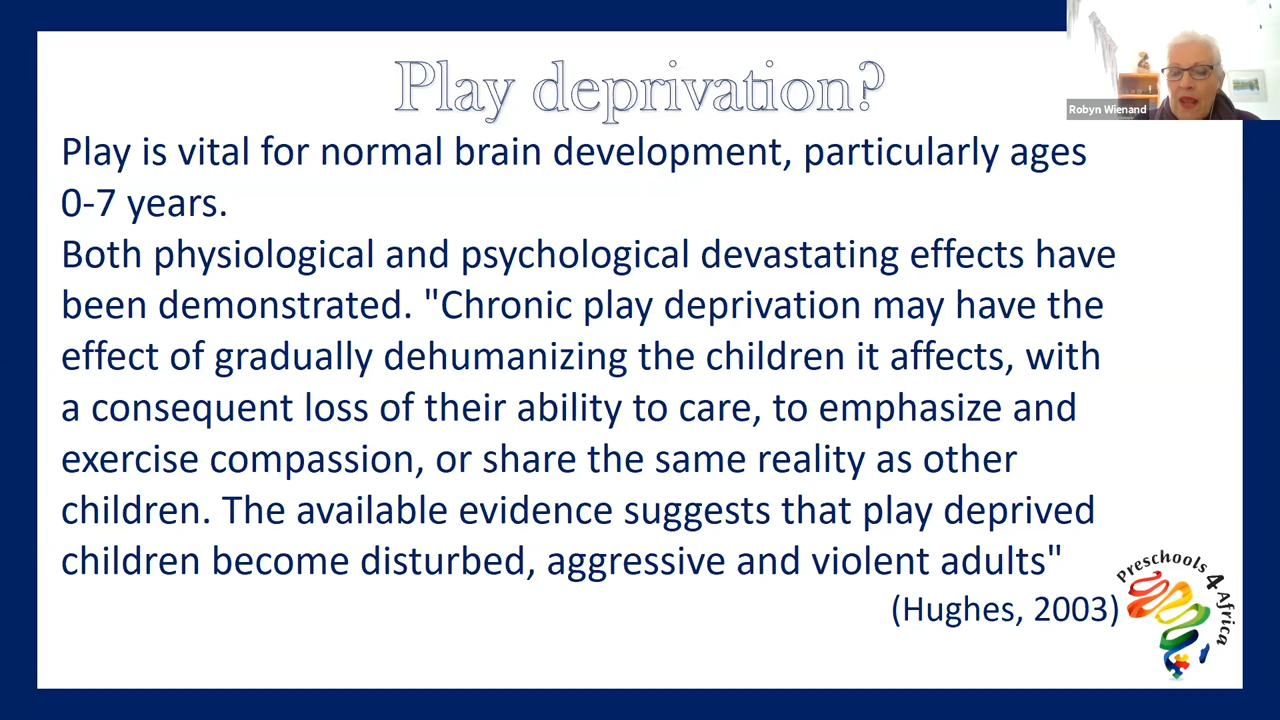 Play deprivation?
Robyn Wienand
Play is vital for normal brain development, particularly ages
0-7 years.
Both physiological and psychological devastating effects have
been demonstrated. "Chronic play deprivation may have the
effect of gradually dehumanizing the children it affects, with
a consequent loss of their ability to care, to emphasize and
exercise compassion, or share the same reality as other
children. The available evidence suggests that play deprived
children become disturbed, aggressive and violent adults"
(Hughes, 2003)
Preschools 4 Africa